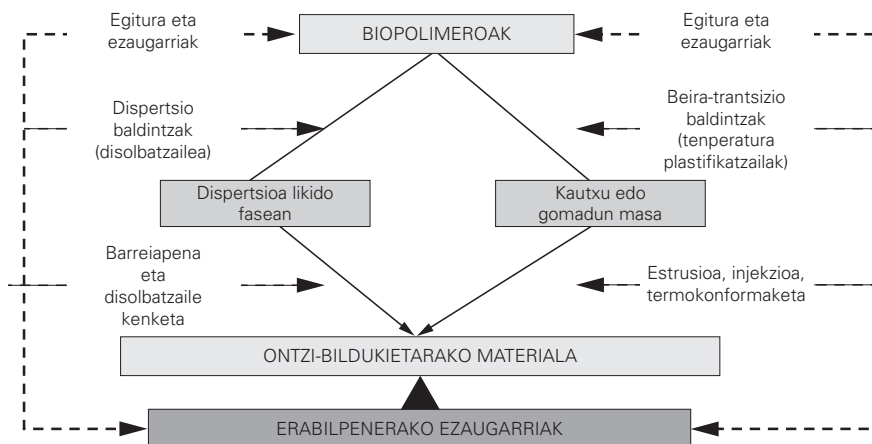 Egitura eta
ezaugarriak
BIOPOLIMEROAK
Egitura eta
ezaugarriak
Dispertsio
baldintzak
(disolbatzailea)
Beira-trantsizio
baldintzak
(tenperatura
plastifikatzailak)
Dispertsioa likido
fasean
Kautxu edo
gomadun masa
Barreiapena
eta
disolbatzaile
kenketa
Estrusioa, injekzioa,
termokonformaketa
ONTZI-BILDUKIETARAKO MATERIALA
ERABILPENERAKO EZAUGARRIAK